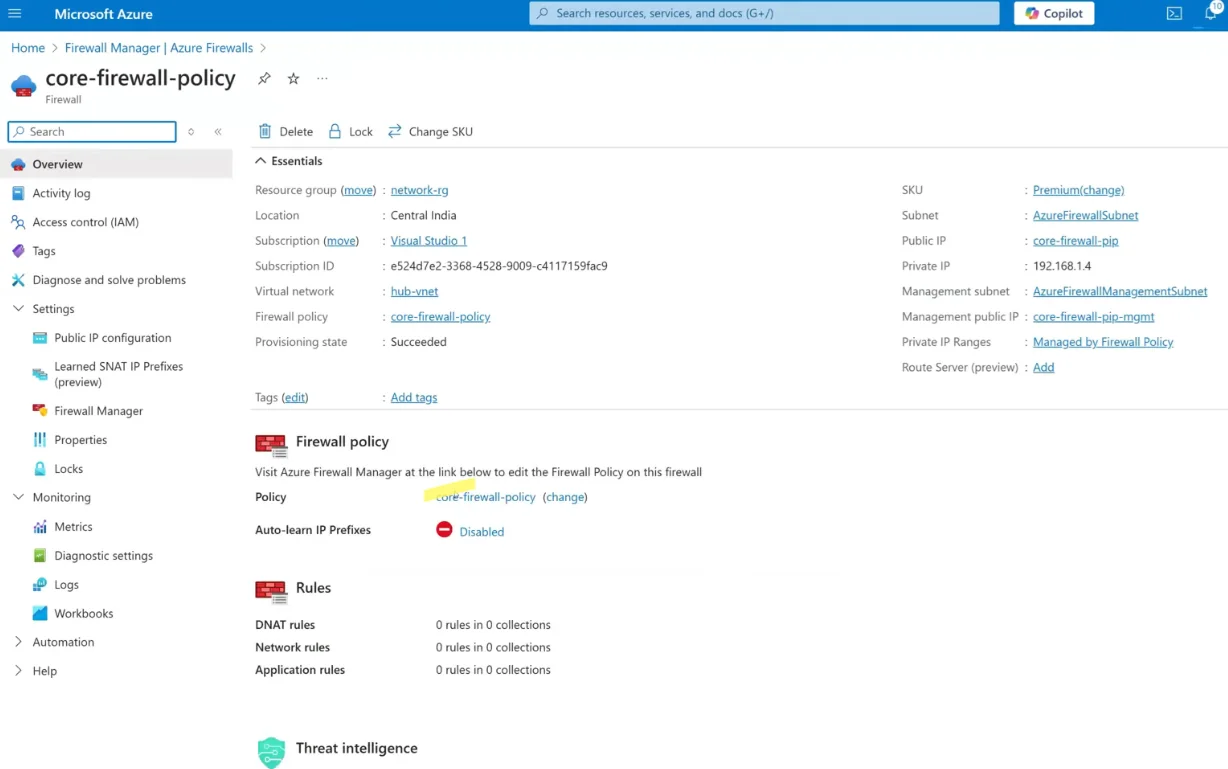 Microsoft Azure
Search resources, services, and docs (G+/)
Copilot
10
Home > Firewall Manager | Azure Firewalls >
core-firewall-policy
Firewall
Search
Delete
Lock
Change SKU
Overview
Activity log
Access control (IAM)
Tags
Diagnose and solve problems
Settings
Public IP configuration
Learned SNAT IP Prefixes
(preview)
Firewall Manager
Properties
Locks
Monitoring
Metrics
Diagnostic settings
Logs
Workbooks
Automation
Help
Essentials
Resource group (move) : network-rg
Location : Central India
Subscription (move) : Visual Studio 1
Subscription ID : e524d7e2-3368-4528-9009-c4117159fac9
Virtual network : hub-vnet
Firewall policy : core-firewall-policy
Provisioning state : Succeeded
SKU : Premium(change)
Subnet : AzureFirewallSubnet
Public IP : core-firewall-pip
Private IP : 192.168.1.4
Management subnet : AzureFirewallManagementSubnet
Management public IP : core-firewall-pip-mgmt
Private IP Ranges : Managed by Firewall Policy
Route Server (preview) : Add
Tags (edit) : Add tags
Firewall policy
Visit Azure Firewall Manager at the link below to edit the Firewall Policy on this firewall
Policy core-firewall-policy (change)
Auto-learn IP Prefixes Disabled
Rules
DNAT rules 0 rules in 0 collections
Network rules 0 rules in 0 collections
Application rules 0 rules in 0 collections
Threat intelligence